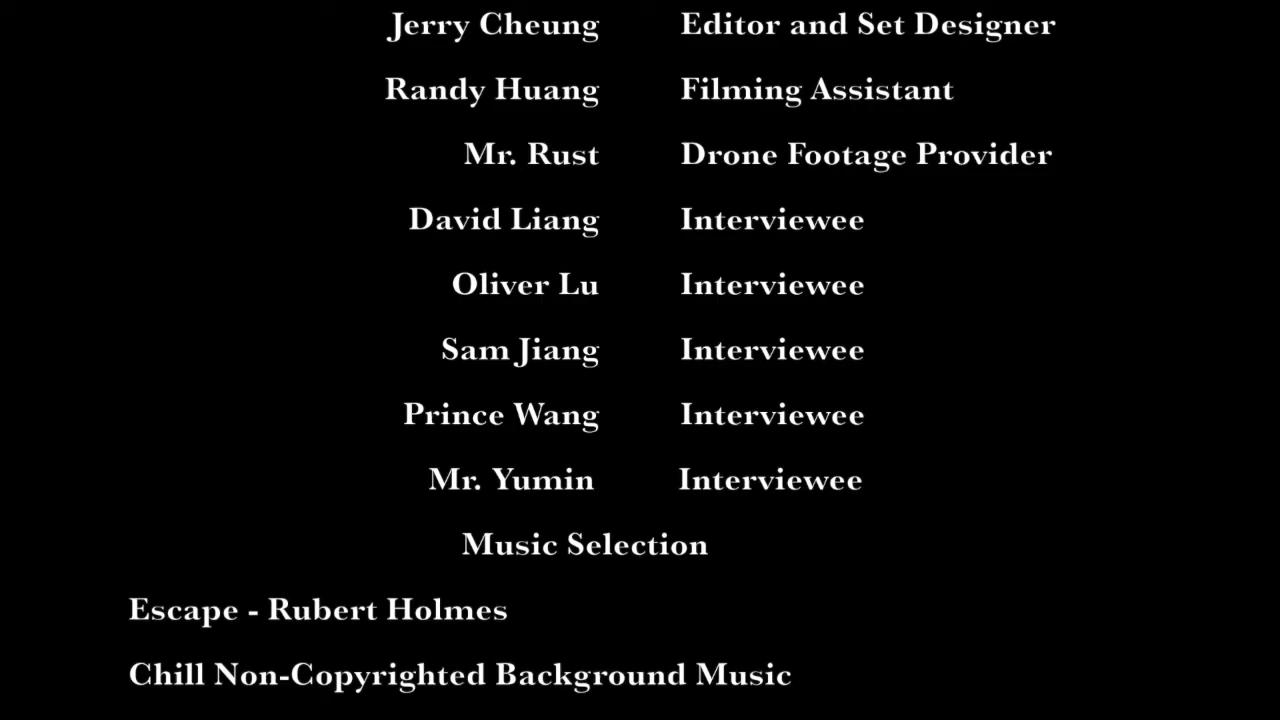 Jerry Cheung Editor and Set Designer
Randy Huang Filming Assistant
Mr. Rust Drone Footage Provider
David Liang Interviewee
Oliver Lu Interviewee
Sam Jiang Interviewee
Prince Wang Interviewee
Mr. Yumin Interviewee
Music Selection
Escape - Rubert Holmes
Chill Non-Copyrighted Background Music